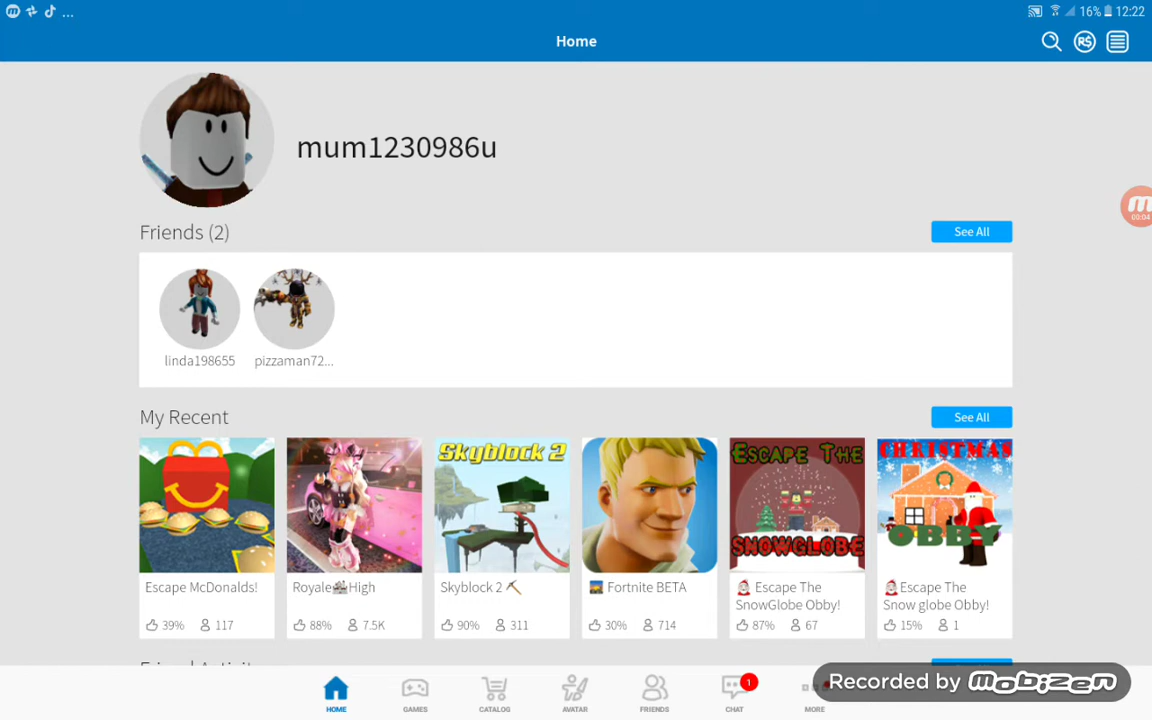 ... 16% 12:22
Home
R$
mum1230986u
00:04
Friends (2)
See All
linda198655
pizzaman72...
My Recent
See All
Skyblock 2
ESCAPE THE
SNOWGLOBE
CHRISTMAS
OBBY
Escape McDonalds!
Royale High
Skyblock 2
Fortnite BETA
Escape The
SnowGlobe Obby!
Escape The
Snow globe Obby!
39% 117
88% 7.5K
90% 311
30% 714
87% 67
15% 1
Recorded by mobizen
1
HOME
GAMES
CATALOG
AVATAR
FRIENDS
CHAT
MORE